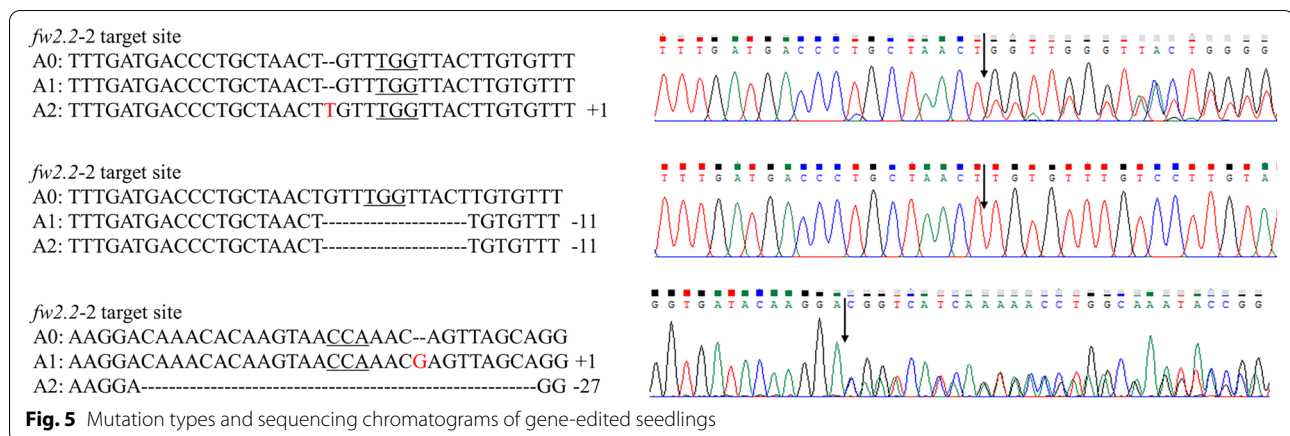 fw2.2-2 target site
A0: TTTGATGACCCTGCTAACT--GTTTGGTTACTTGTGTTT
A1: TTTGATGACCCTGCTAACT--GTTTGGTTACTTGTGTTT
A2: TTTGATGACCCTGCTAACTTGTTTGGTTACTTGTGTTT +1
T T T G A T G A C C C T G C T A A C T G G T T G G G T T A C T G G G G
fw2.2-2 target site
A0: TTTGATGACCCTGCTAACTGTTTGGTTACTTGTGTTT
A1: TTTGATGACCCTGCTAACT----------------------TGTGTTT -11
A2: TTTGATGACCCTGCTAACT----------------------TGTGTTT -11
T T T G A T G A C C C T G C T A A C T T G T G T T T G T C C T T G T A
fw2.2-2 target site
A0: AAGGACAAACACAAGTAACCAAAC--AGTTAGCAGG
A1: AAGGACAAACACAAGTAACCAAACGAGTTAGCAGG +1
A2: AAGGA------------------------------------------------------------GG -27
G G T G A T A C A A G G A C G G T C A T C A A A A A C C T G G C A A A T A C C G G
Fig. 5 Mutation types and sequencing chromatograms of gene-edited seedlings